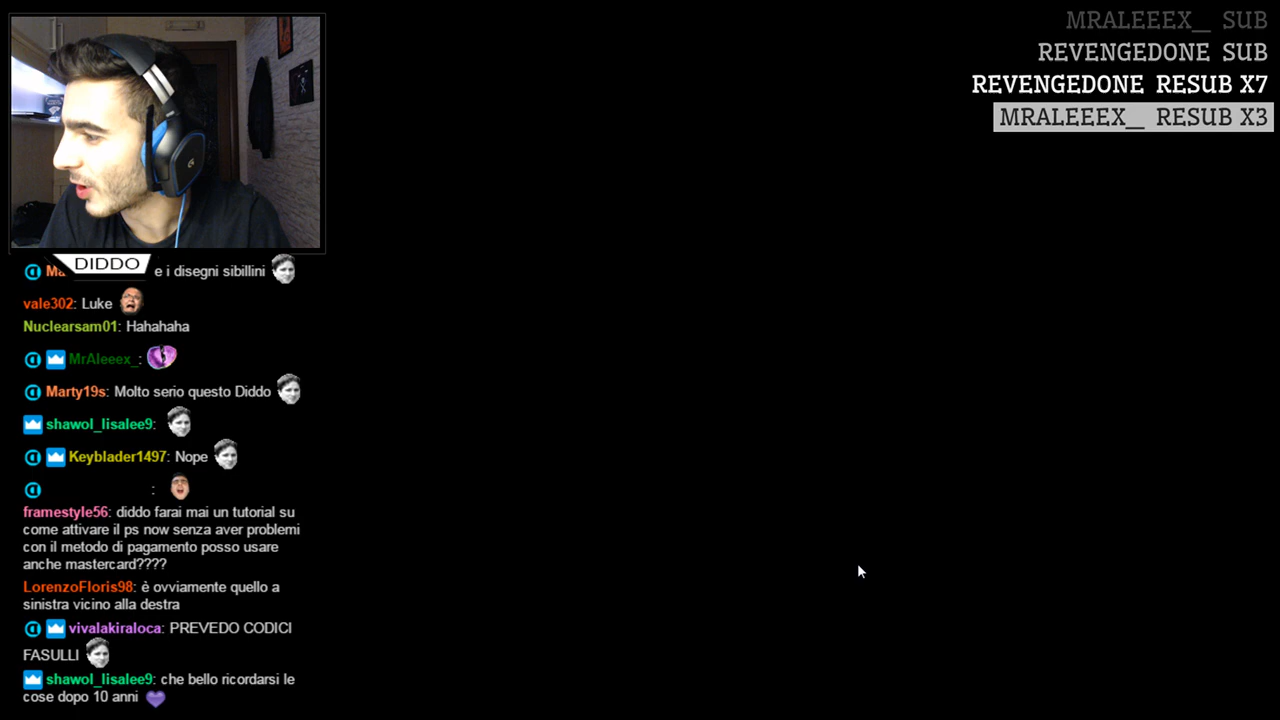 MRALEEEX_ SUB
REVENGEDONE SUB
REVENGEDONE RESUB X7
MRALEEEX_ RESUB X3
DIDDO
Ma e i disegni sibillini
vale302: Luke
Nuclearsam01: Hahahaha
MrAleeex_:
Marty19s: Molto serio questo Diddo
shawol_lisalee9:
Keyblader1497: Nope
:
framestyle56: diddo farai mai un tutorial su
come attivare il ps now senza aver problemi
con il metodo di pagamento posso usare
anche mastercard????
LorenzoFloris98: è ovviamente quello a
sinistra vicino alla destra
vivalakiraloca: PREVEDO CODICI
FASULLI
shawol_lisalee9: che bello ricordarsi le
cose dopo 10 anni